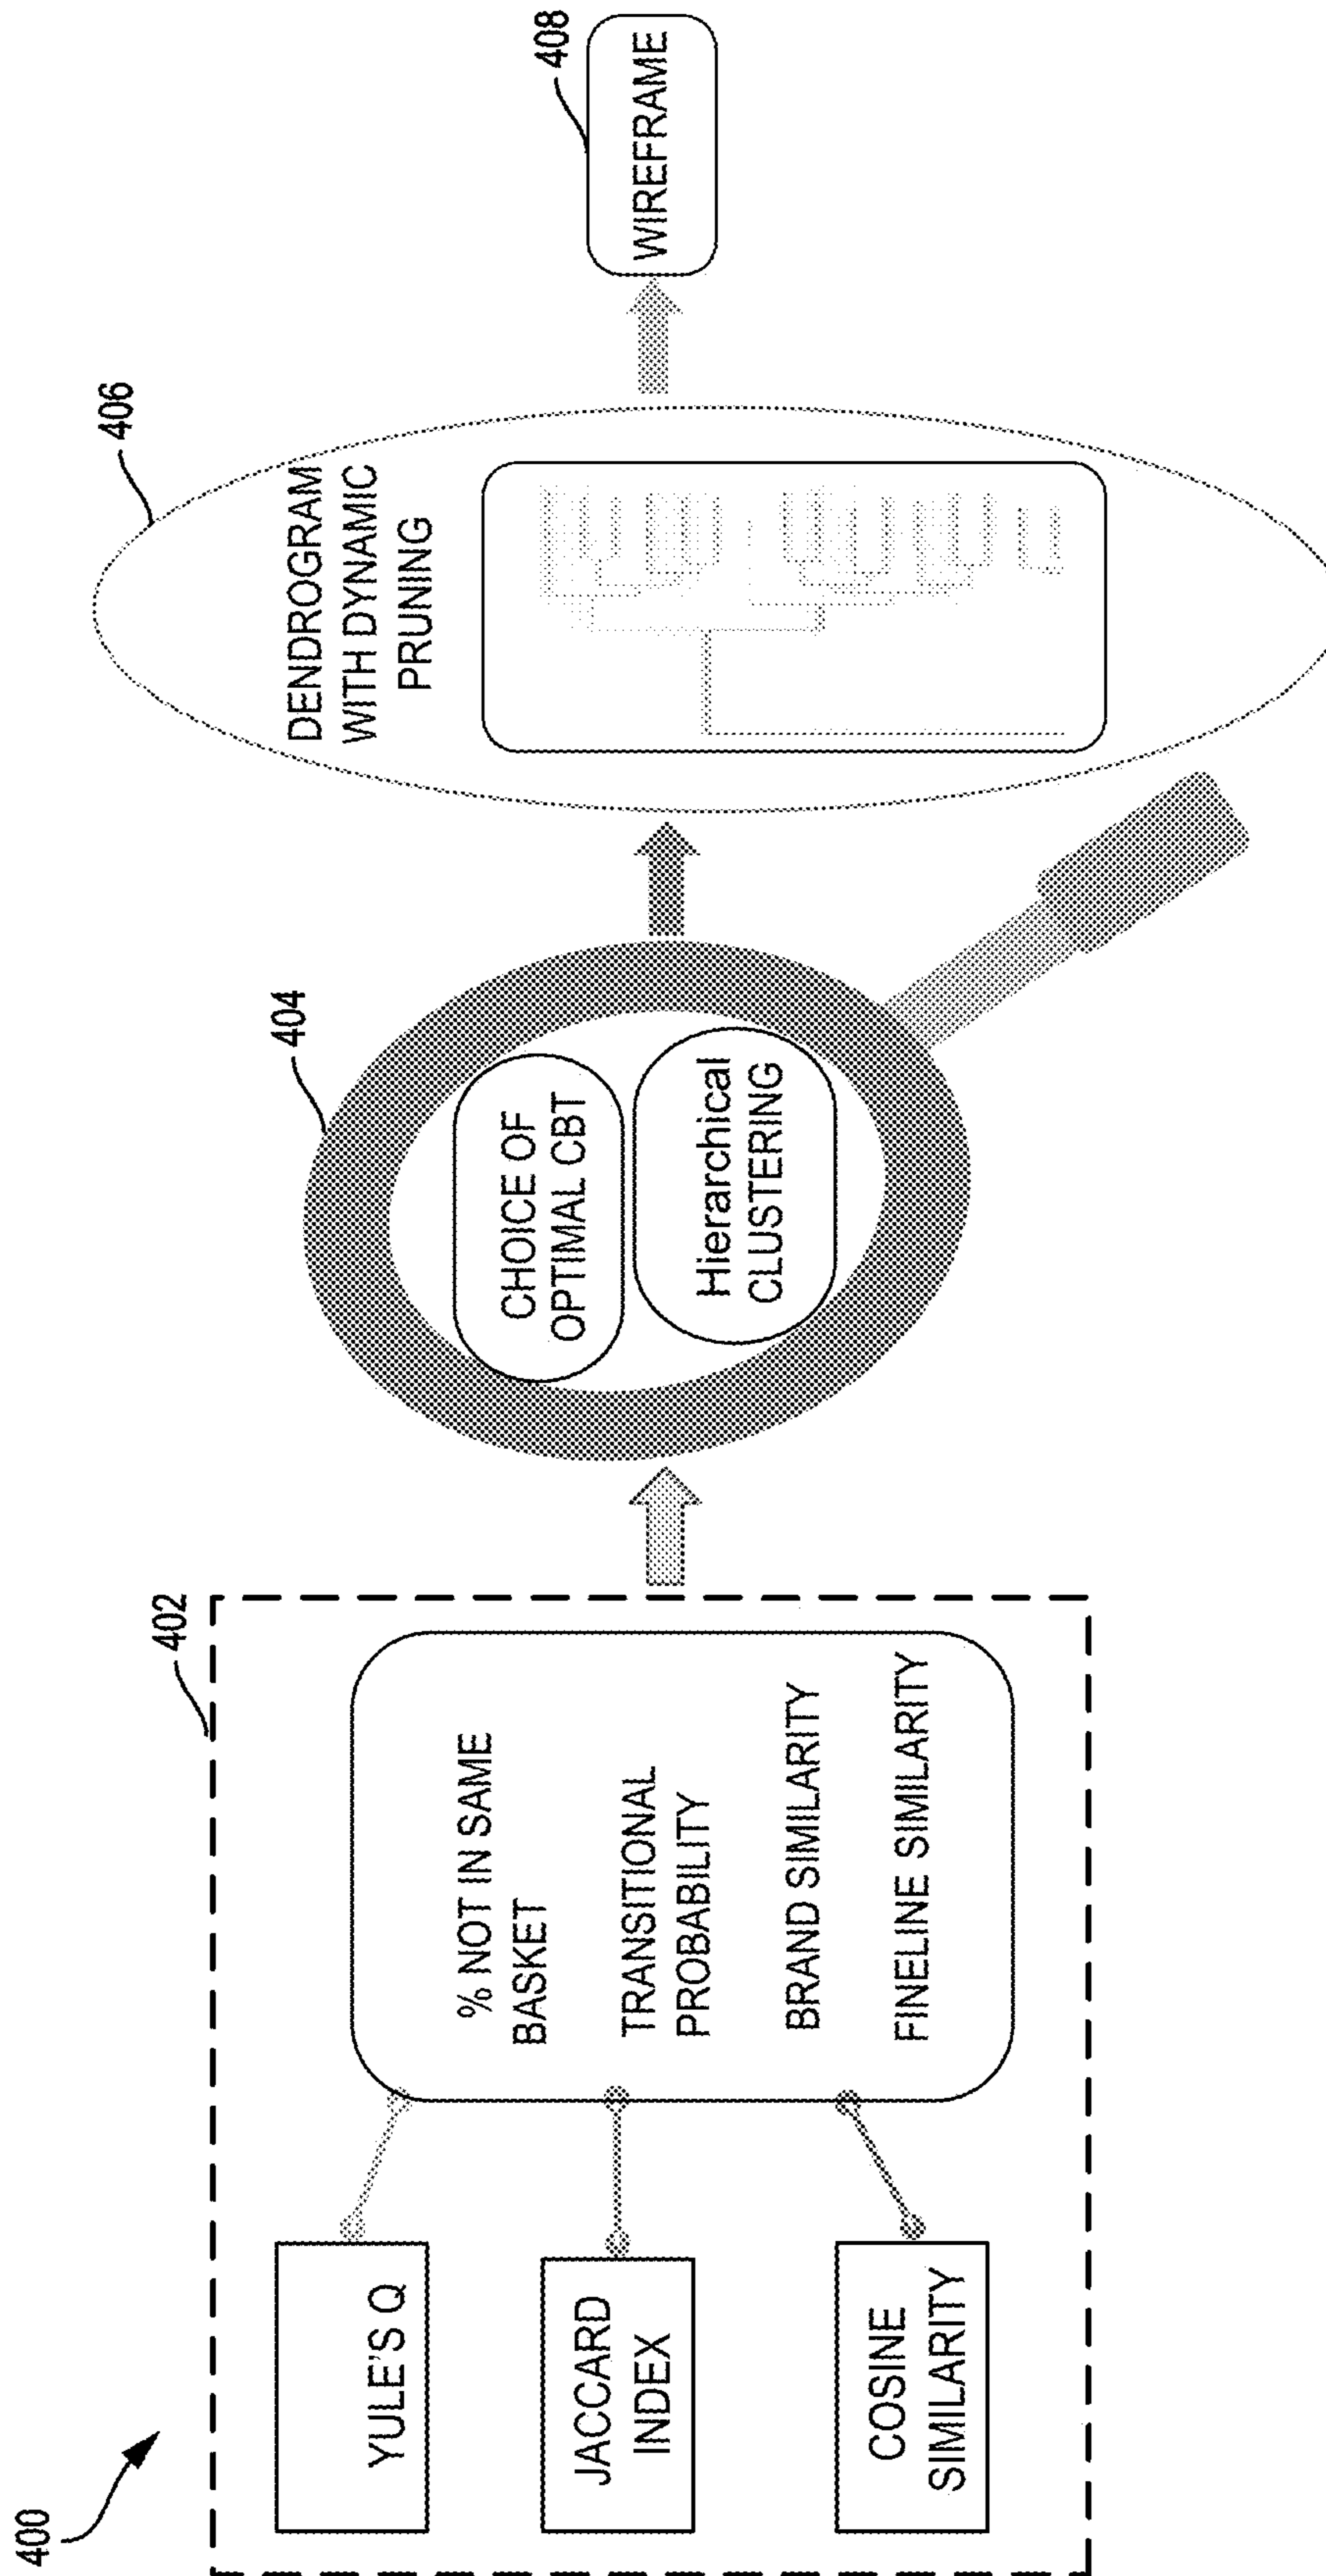 400
402
YULE'S Q
JACCARD
INDEX
COSINE
SIMILARITY
% NOT IN SAME
BASKET
TRANSITIONAL
PROBABILITY
BRAND SIMILARITY
FINELINE SIMILARITY
404
CHOICE OF
OPTIMAL CBT
Hierarchical
CLUSTERING
406
DENDROGRAM
WITH DYNAMIC
PRUNING
408
WIREFRAME